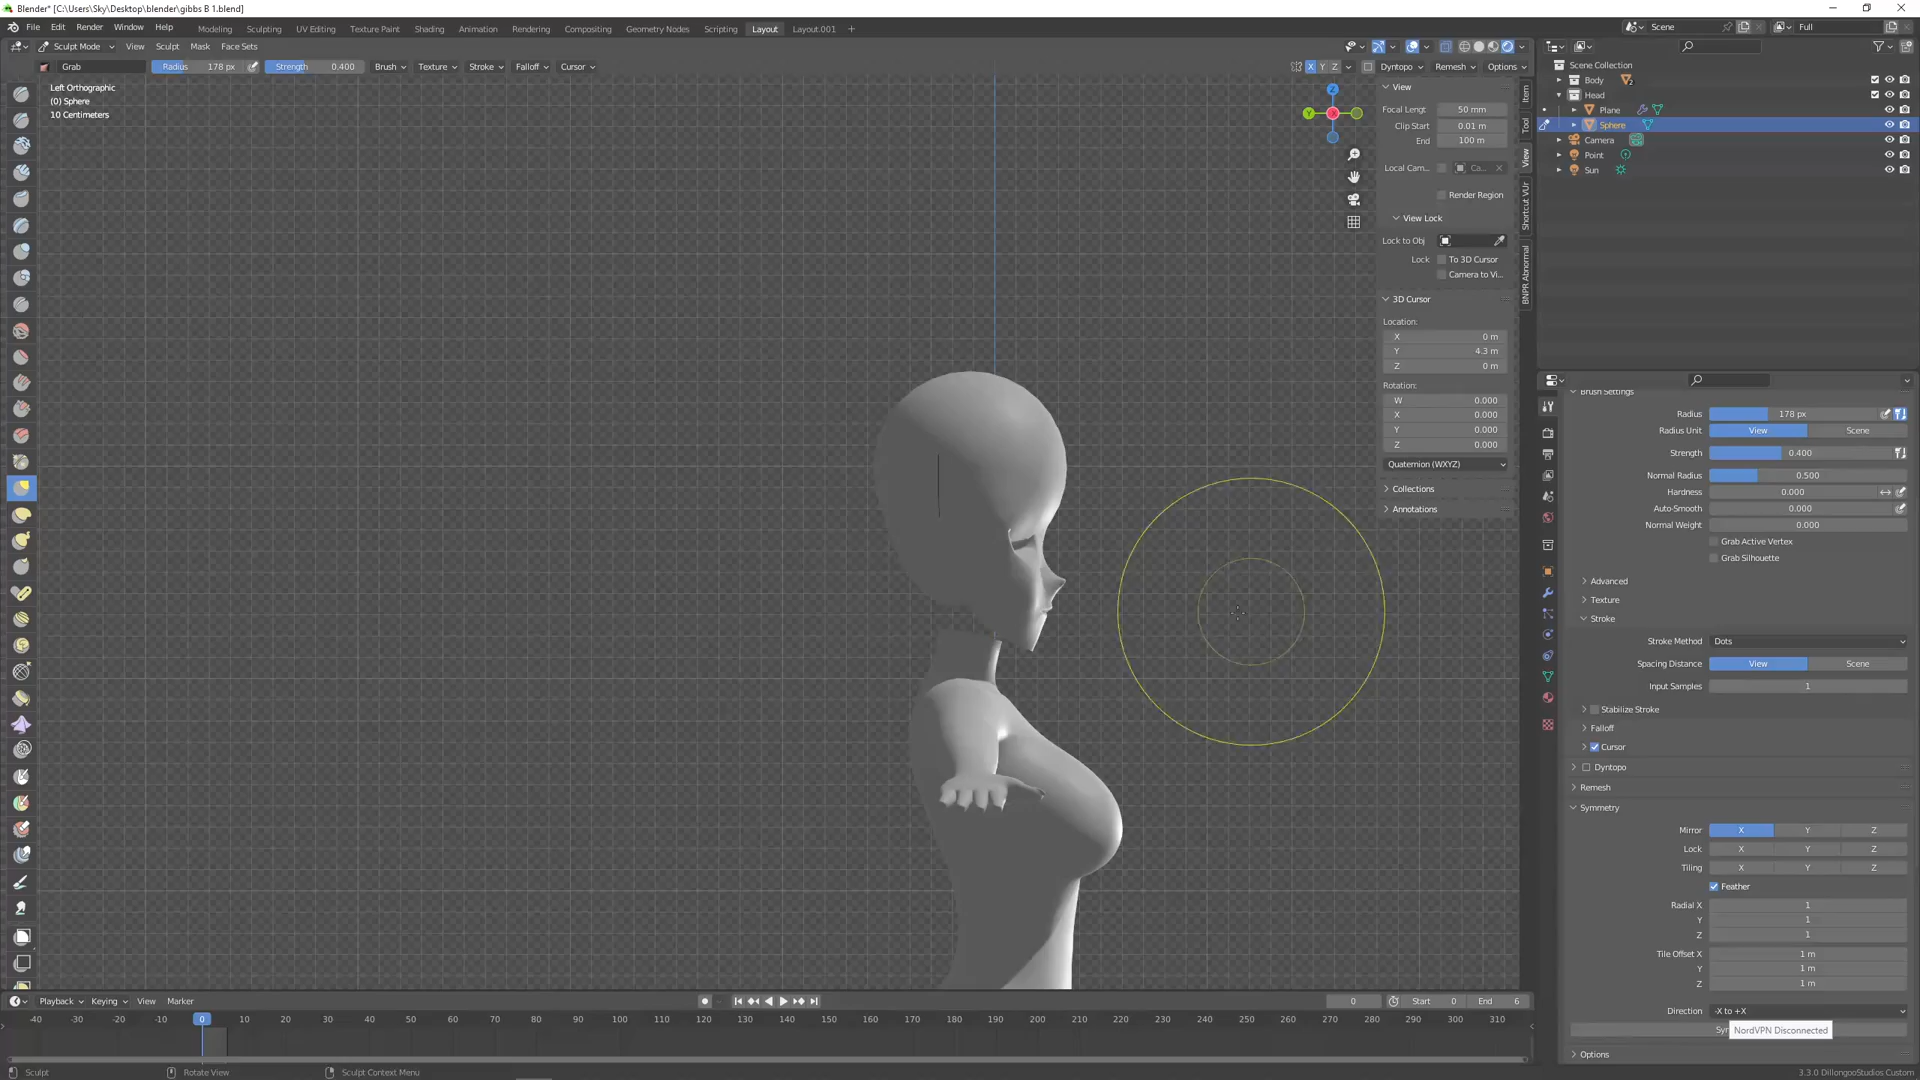 Blender* [C:\Users\Sky\Desktop\blender\gibbs B 1.blend]
File Edit Render Window Help
Modeling Sculpting UV Editing Texture Paint Shading Animation Rendering Compositing Geometry Nodes Scripting Layout Layout.001 +
Scene
Full
Sculpt Mode View Sculpt Mask Face Sets
Grab Radius 178 px Strength 0.400 Brush Texture Stroke Falloff Cursor
X Y Z Dyntopo Remesh Options
Left Orthographic
(0) Sphere
10 Centimeters
Z
Y
X
View
Focal Lengt 50 mm
Clip Start 0.01 m
End 100 m
Local Cam... Ca...
Render Region
View Lock
Lock to Obj
Lock To 3D Cursor
Camera to Vi...
3D Cursor
Location:
X 0 m
Y 4.3 m
Z 0 m
Rotation:
W 0.000
X 0.000
Y 0.000
Z 0.000
Quaternion (WXYZ)
Collections
Annotations
Item
Tool
View
Shortcut VUr
BNPR Abnormal
Scene Collection
Body 2
Head
Plane
Sphere
Camera
Point
Sun
Brush Settings
Radius 178 px
Radius Unit View Scene
Strength 0.400
Normal Radius 0.500
Hardness 0.000
Auto-Smooth 0.000
Normal Weight 0.000
Grab Active Vertex
Grab Silhouette
Advanced
Texture
Stroke
Stroke Method Dots
Spacing Distance View Scene
Input Samples 1
Stabilize Stroke
Falloff
Cursor
Dyntopo
Remesh
Symmetry
Mirror X Y Z
Lock X Y Z
Tiling X Y Z
Feather
Radial X 1
Y 1
Z 1
Tile Offset X 1 m
Y 1 m
Z 1 m
Direction -X to +X
NordVPN Disconnected
Options
Playback Keying View Marker
0 Start 0 End 6
-40 -30 -20 -10 0 10 20 30 40 50 60 70 80 90 100 110 120 130 140 150 160 170 180 190 200 210 220 230 240 250 260 270 280 290 300 310
Sculpt Rotate View Sculpt Context Menu
3.3.0 DillongooStudios Custom